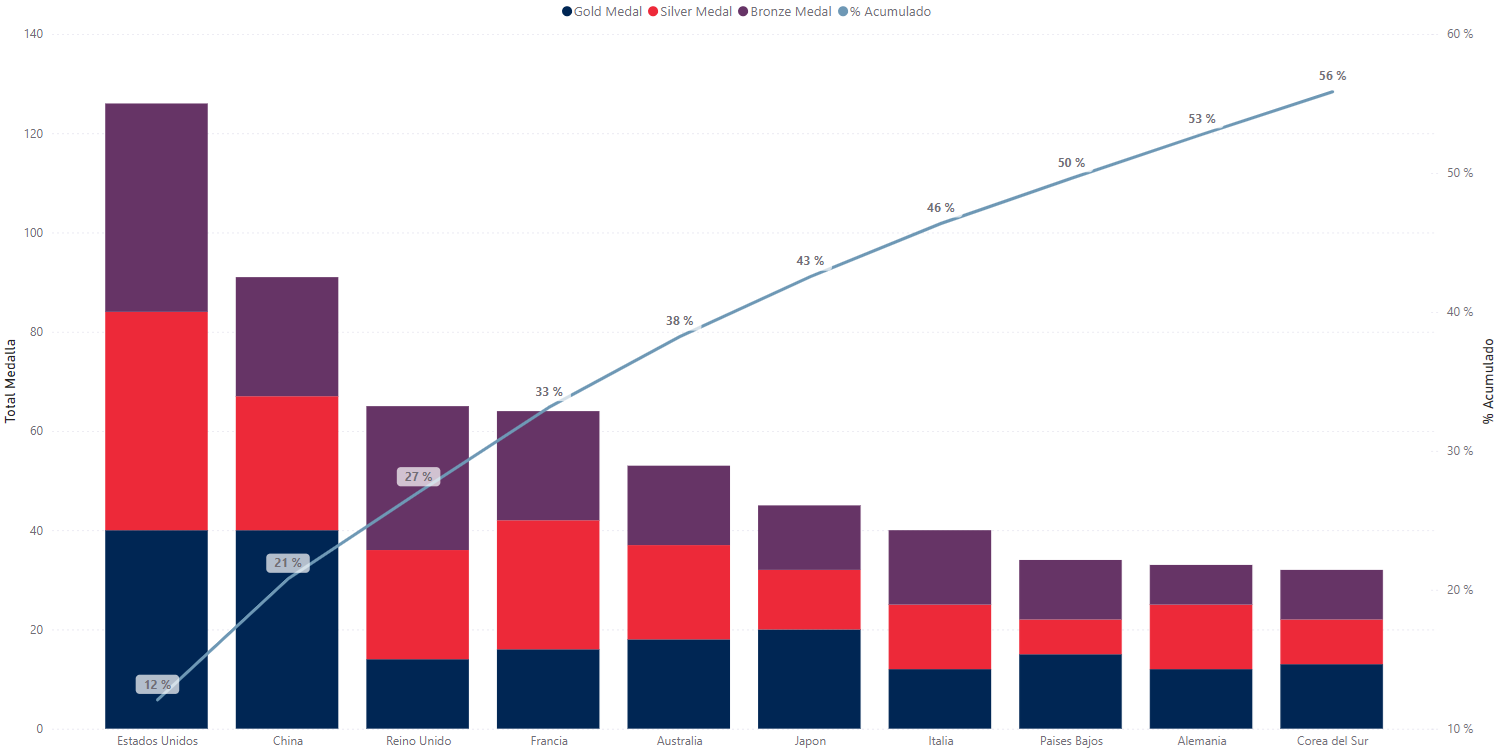 Gold Medal Silver Medal Bronze Medal % Acumulado
140
120
100
80
60
40
20
0
Total Medalla
12 %
21 %
27 %
33 %
38 %
43 %
46 %
50 %
53 %
56 %
60 %
50 %
40 %
30 %
20 %
10 %
% Acumulado
Estados Unidos
China
Reino Unido
Francia
Australia
Japon
Italia
Paises Bajos
Alemania
Corea del Sur